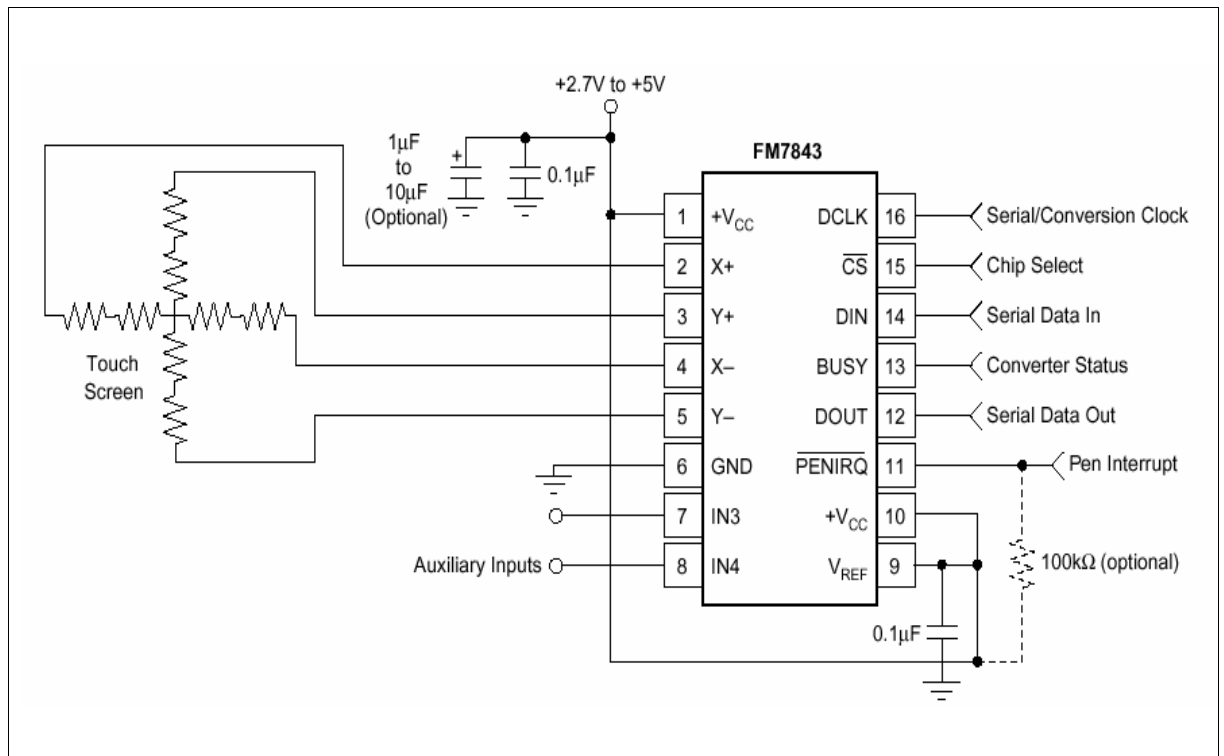 +2.7V to +5V
1µF
to
10µF
(Optional)
+
0.1µF
FM7843
Touch
Screen
1 +VCC DCLK 16 Serial/Conversion Clock
2 X+ CS 15 Chip Select
3 Y+ DIN 14 Serial Data In
4 X– BUSY 13 Converter Status
5 Y– DOUT 12 Serial Data Out
6 GND PENIRQ 11 Pen Interrupt
7 IN3 +VCC 10
Auxiliary Inputs 8 IN4 VREF 9
100kΩ (optional)
0.1µF